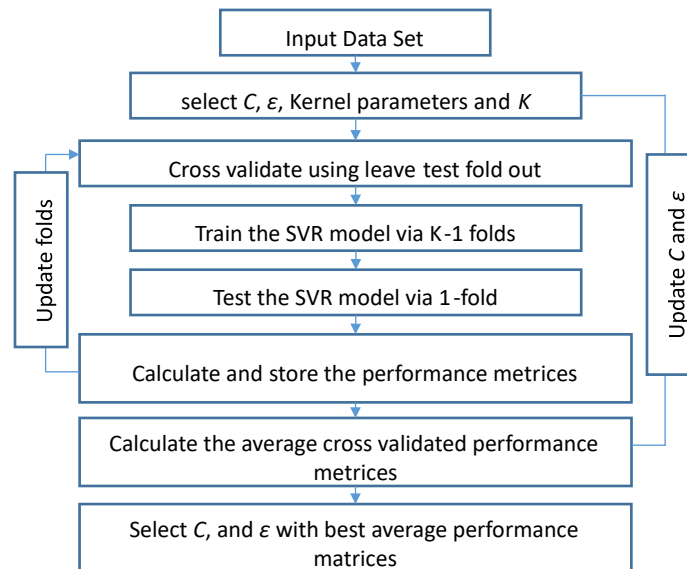 Input Data Set
select C, ε, Kernel parameters and K
Cross validate using leave test fold out
Train the SVR model via K-1 folds
Test the SVR model via 1-fold
Calculate and store the performance metrices
Calculate the average cross validated performance
metrices
Select C, and ε with best average performance
matrices
Update folds
Update C and ε